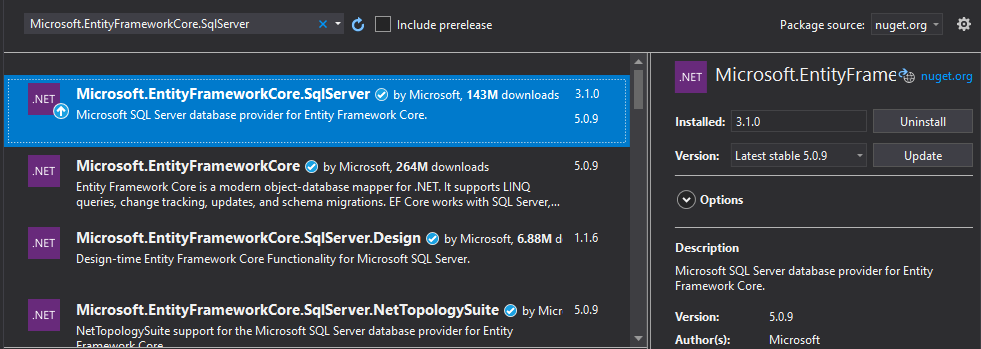 Microsoft.EntityFrameworkCore.SqlServer
Include prerelease
Package source: nuget.org
.NET Microsoft.EntityFrameworkCore.SqlServer by Microsoft, 143M downloads 3.1.0
Microsoft SQL Server database provider for Entity Framework Core. 5.0.9
.NET Microsoft.EntityFrameworkCore by Microsoft, 264M downloads 5.0.9
Entity Framework Core is a modern object-database mapper for .NET. It supports LINQ
queries, change tracking, updates, and schema migrations. EF Core works with SQL Server,...
.NET Microsoft.EntityFrameworkCore.SqlServer.Design by Microsoft, 6.88M d 1.1.6
Design-time Entity Framework Core Functionality for Microsoft SQL Server.
.NET Microsoft.EntityFrameworkCore.SqlServer.NetTopologySuite by Micr 5.0.9
NetTopologySuite support for the Microsoft SQL Server database provider for Entity
Framework Core.
.NET Microsoft.EntityFrame nuget.org
Installed: 3.1.0 Uninstall
Version: Latest stable 5.0.9 Update
Options
Description
Microsoft SQL Server database provider for Entity
Framework Core.
Version: 5.0.9
Author(s): Microsoft